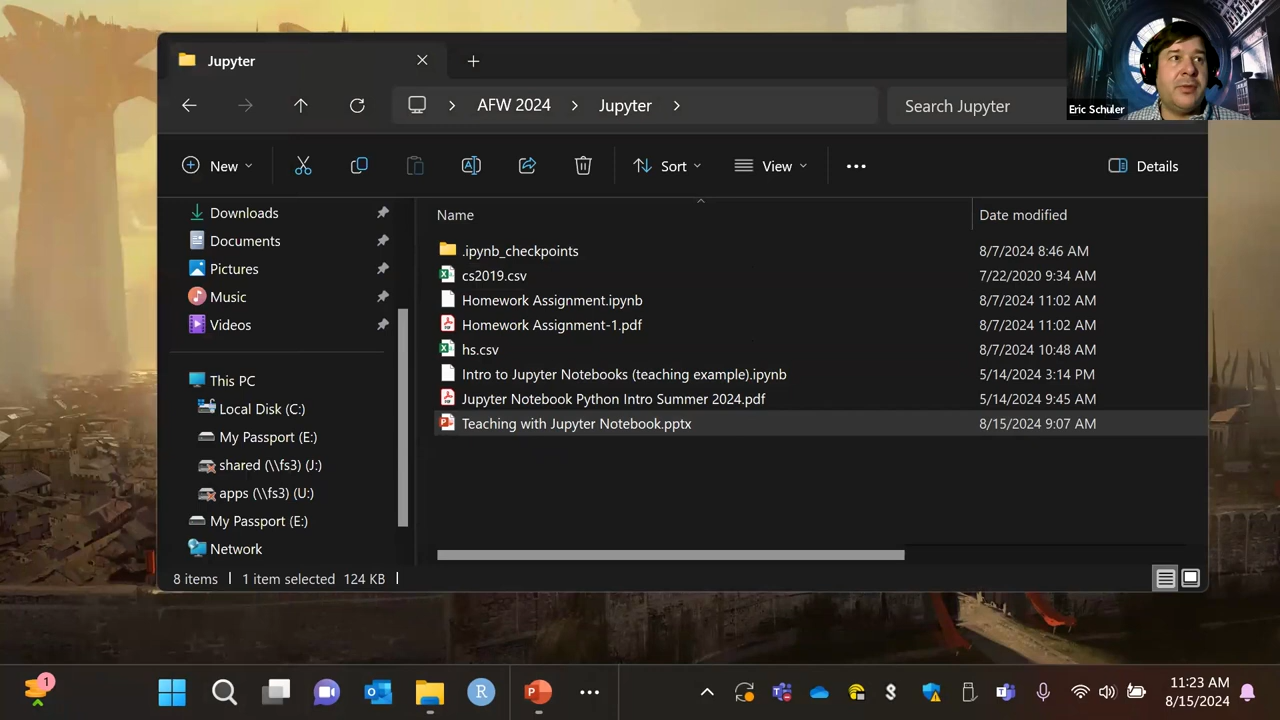 Jupyter
AFW 2024
Jupyter
Search Jupyter
Eric Schuler
New
Sort
View
Details
Downloads
Documents
Pictures
Music
Videos
This PC
Local Disk (C:)
My Passport (E:)
shared (\\fs3) (J:)
apps (\\fs3) (U:)
My Passport (E:)
Network
Name Date modified
.ipynb_checkpoints 8/7/2024 8:46 AM
cs2019.csv 7/22/2020 9:34 AM
Homework Assignment.ipynb 8/7/2024 11:02 AM
Homework Assignment-1.pdf 8/7/2024 11:02 AM
hs.csv 8/7/2024 10:48 AM
Intro to Jupyter Notebooks (teaching example).ipynb 5/14/2024 3:14 PM
Jupyter Notebook Python Intro Summer 2024.pdf 5/14/2024 9:45 AM
Teaching with Jupyter Notebook.pptx 8/15/2024 9:07 AM
8 items 1 item selected 124 KB
1
R
11:23 AM
8/15/2024